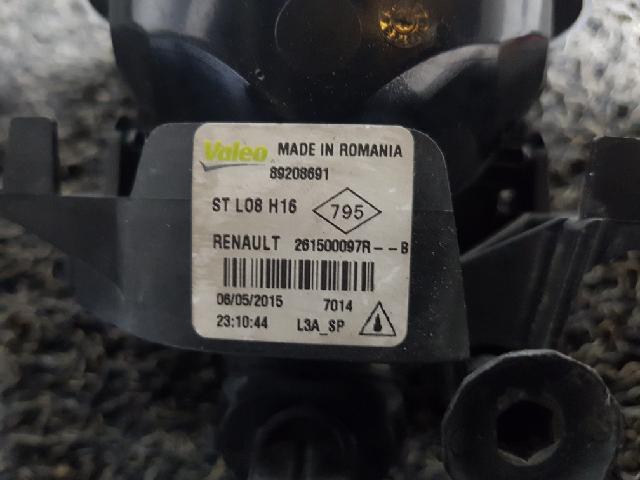 Valeo MADE IN ROMANIA
89208691
ST L08 H16 795
RENAULT 261500097R--B
06/05/2015 7014
23:10:44 L3A_SP